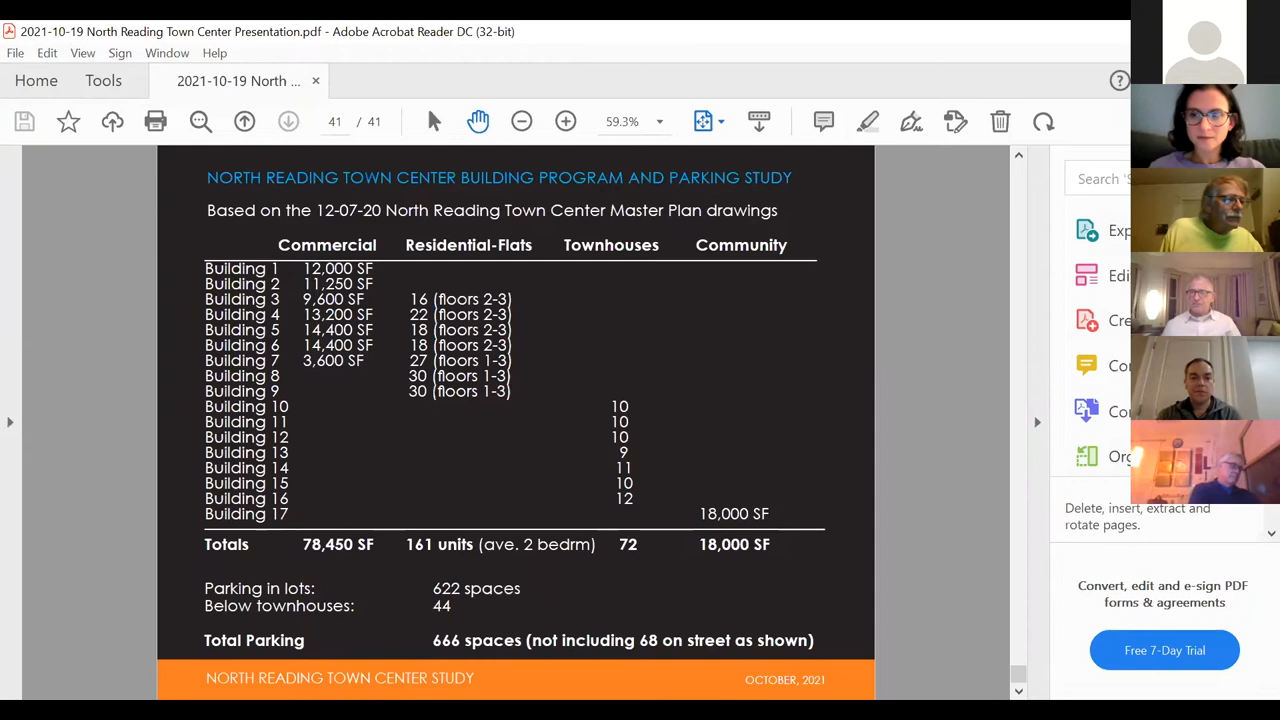 2021-10-19 North Reading Town Center Presentation.pdf - Adobe Acrobat Reader DC (32-bit)
File Edit View Sign Window Help
Home Tools 2021-10-19 North ... ×
41 / 41 59.3%
NORTH READING TOWN CENTER BUILDING PROGRAM AND PARKING STUDY
Based on the 12-07-20 North Reading Town Center Master Plan drawings
Commercial Residential-Flats Townhouses Community
Building 1 12,000 SF
Building 2 11,250 SF
Building 3 9,600 SF 16 (floors 2-3)
Building 4 13,200 SF 22 (floors 2-3)
Building 5 14,400 SF 18 (floors 2-3)
Building 6 14,400 SF 18 (floors 2-3)
Building 7 3,600 SF 27 (floors 1-3)
Building 8 30 (floors 1-3)
Building 9 30 (floors 1-3)
Building 10 10
Building 11 10
Building 12 10
Building 13 9
Building 14 11
Building 15 10
Building 16 12
Building 17 18,000 SF
Totals 78,450 SF 161 units (ave. 2 bedrm) 72 18,000 SF
Parking in lots: 622 spaces
Below townhouses: 44
Total Parking 666 spaces (not including 68 on street as shown)
NORTH READING TOWN CENTER STUDY OCTOBER, 2021
Search 'S
Exp
Edi
Cre
Co
Co
Org
Delete, insert, extract and
rotate pages.
Convert, edit and e-sign PDF
forms & agreements
Free 7-Day Trial